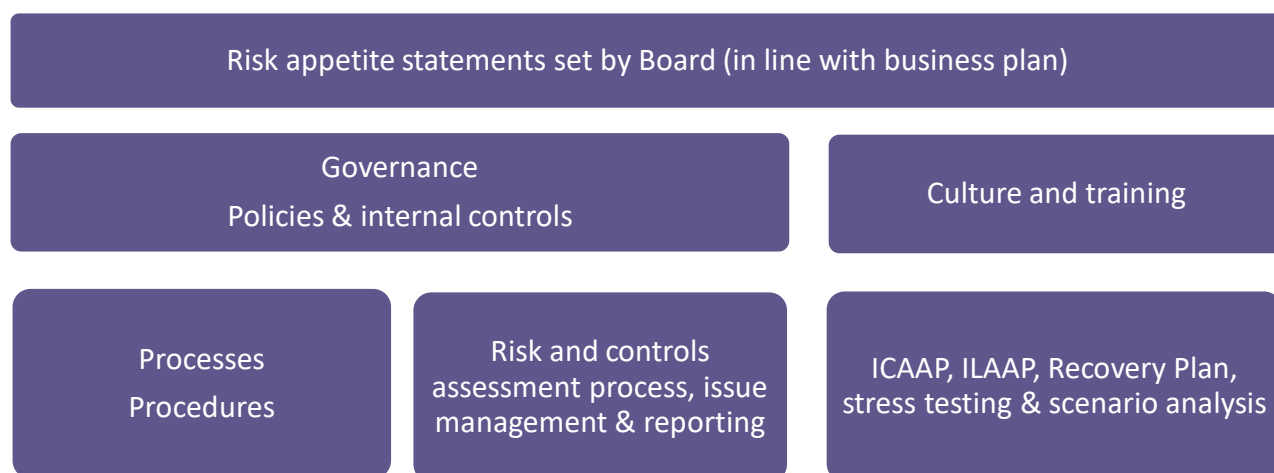 Risk appetite statements set by Board (in line with business plan)
Governance
Policies & internal controls
Culture and training
Processes
Procedures
Risk and controls
assessment process, issue
management & reporting
ICAAP, ILAAP, Recovery Plan,
stress testing & scenario analysis